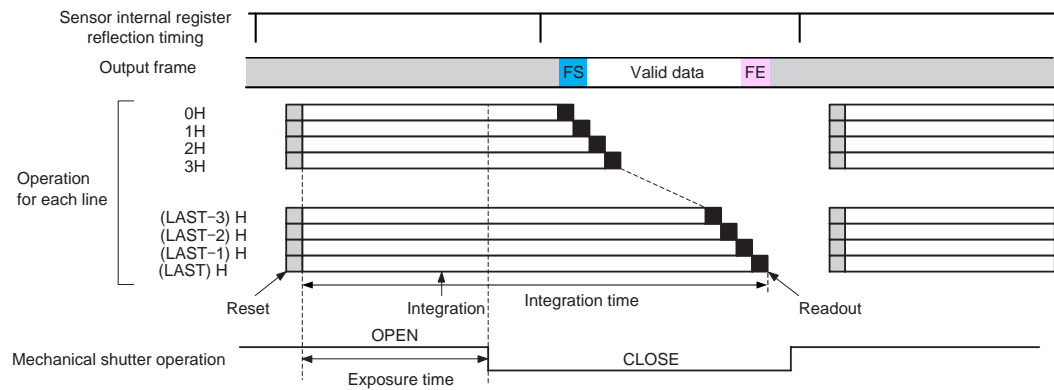 Sensor internal register
reflection timing
Output frame
FS
Valid data
FE
0H
1H
2H
3H
Operation
for each line
(LAST−3) H
(LAST−2) H
(LAST−1) H
(LAST) H
Reset
Integration
Integration time
Readout
Mechanical shutter operation
OPEN
CLOSE
Exposure time